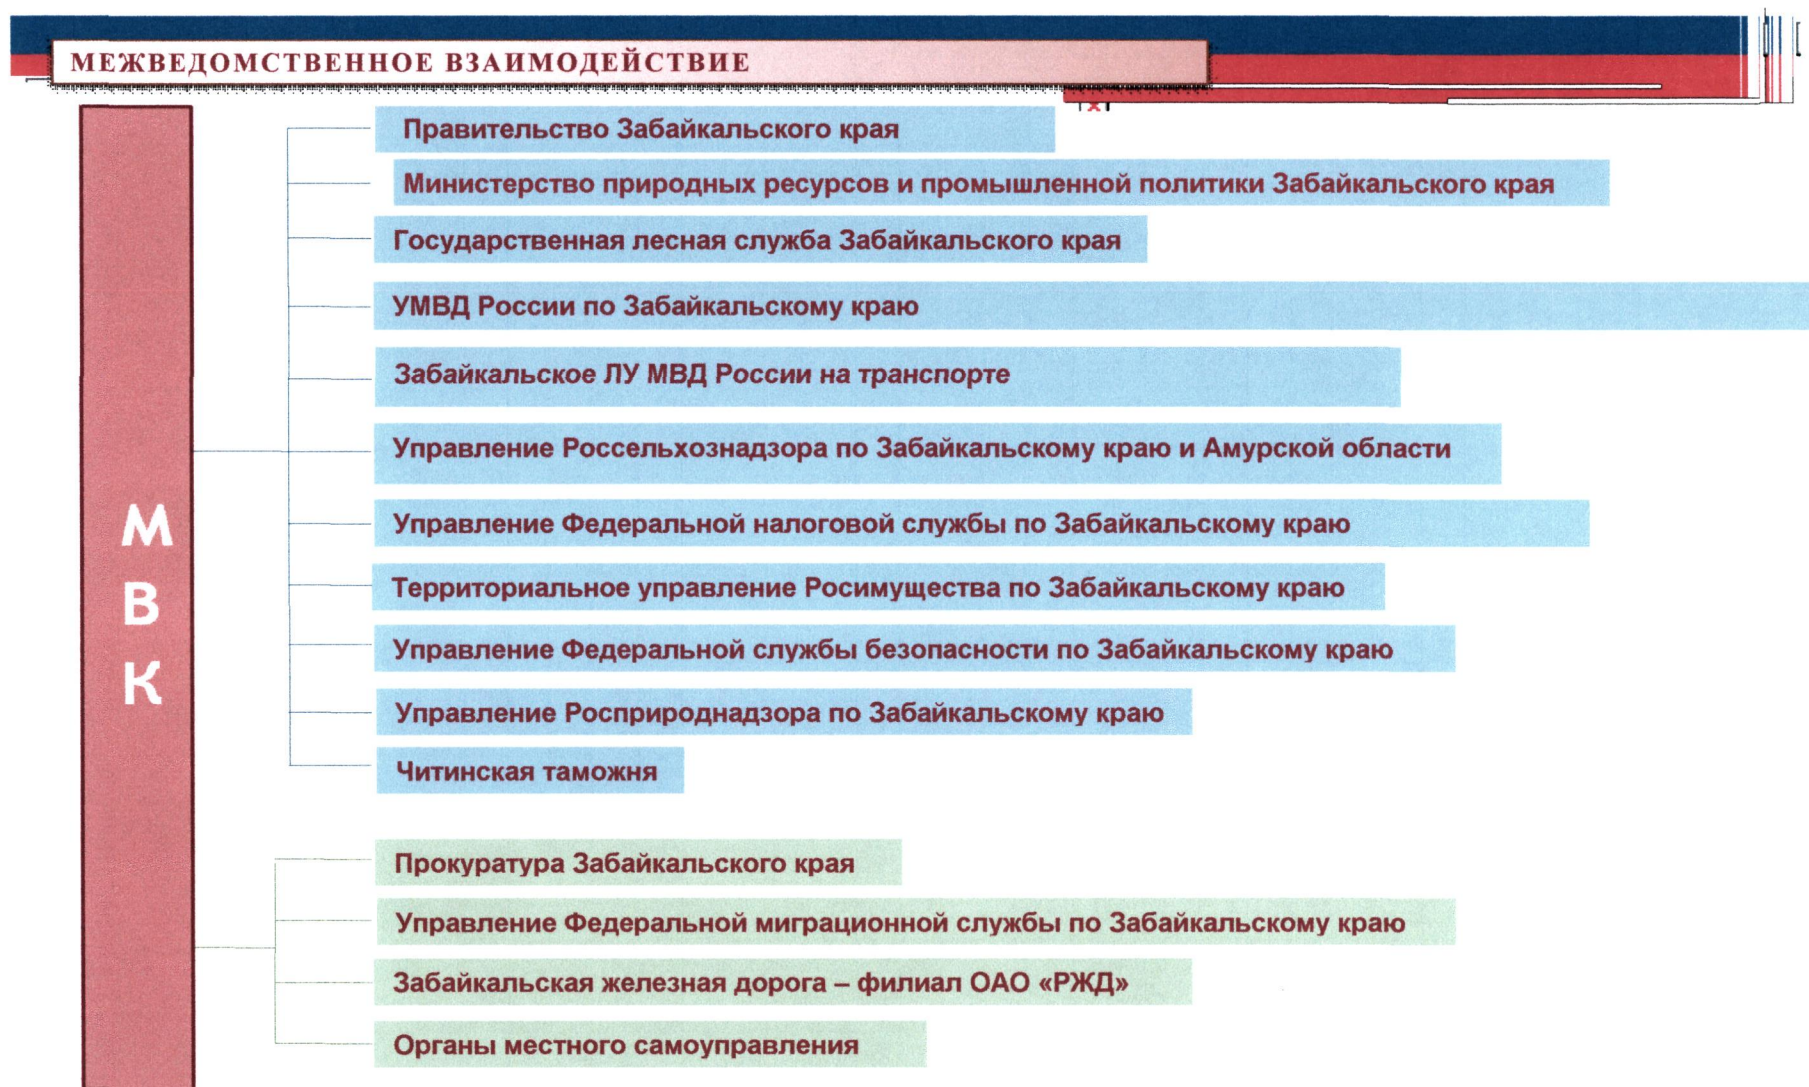 МЕЖВЕДОМСТВЕННОЕ ВЗАИМОДЕЙСТВИЕ
М
В
К
Правительство Забайкальского края
Министерство природных ресурсов и промышленной политики Забайкальского края
Государственная лесная служба Забайкальского края
УМВД России по Забайкальскому краю
Забайкальское ЛУ МВД России на транспорте
Управление Россельхознадзора по Забайкальскому краю и Амурской области
Управление Федеральной налоговой службы по Забайкальскому краю
Территориальное управление Росимущества по Забайкальскому краю
Управление Федеральной службы безопасности по Забайкальскому краю
Управление Росприроднадзора по Забайкальскому краю
Читинская таможня
Прокуратура Забайкальского края
Управление Федеральной миграционной службы по Забайкальскому краю
Забайкальская железная дорога – филиал ОАО «РЖД»
Органы местного самоуправления